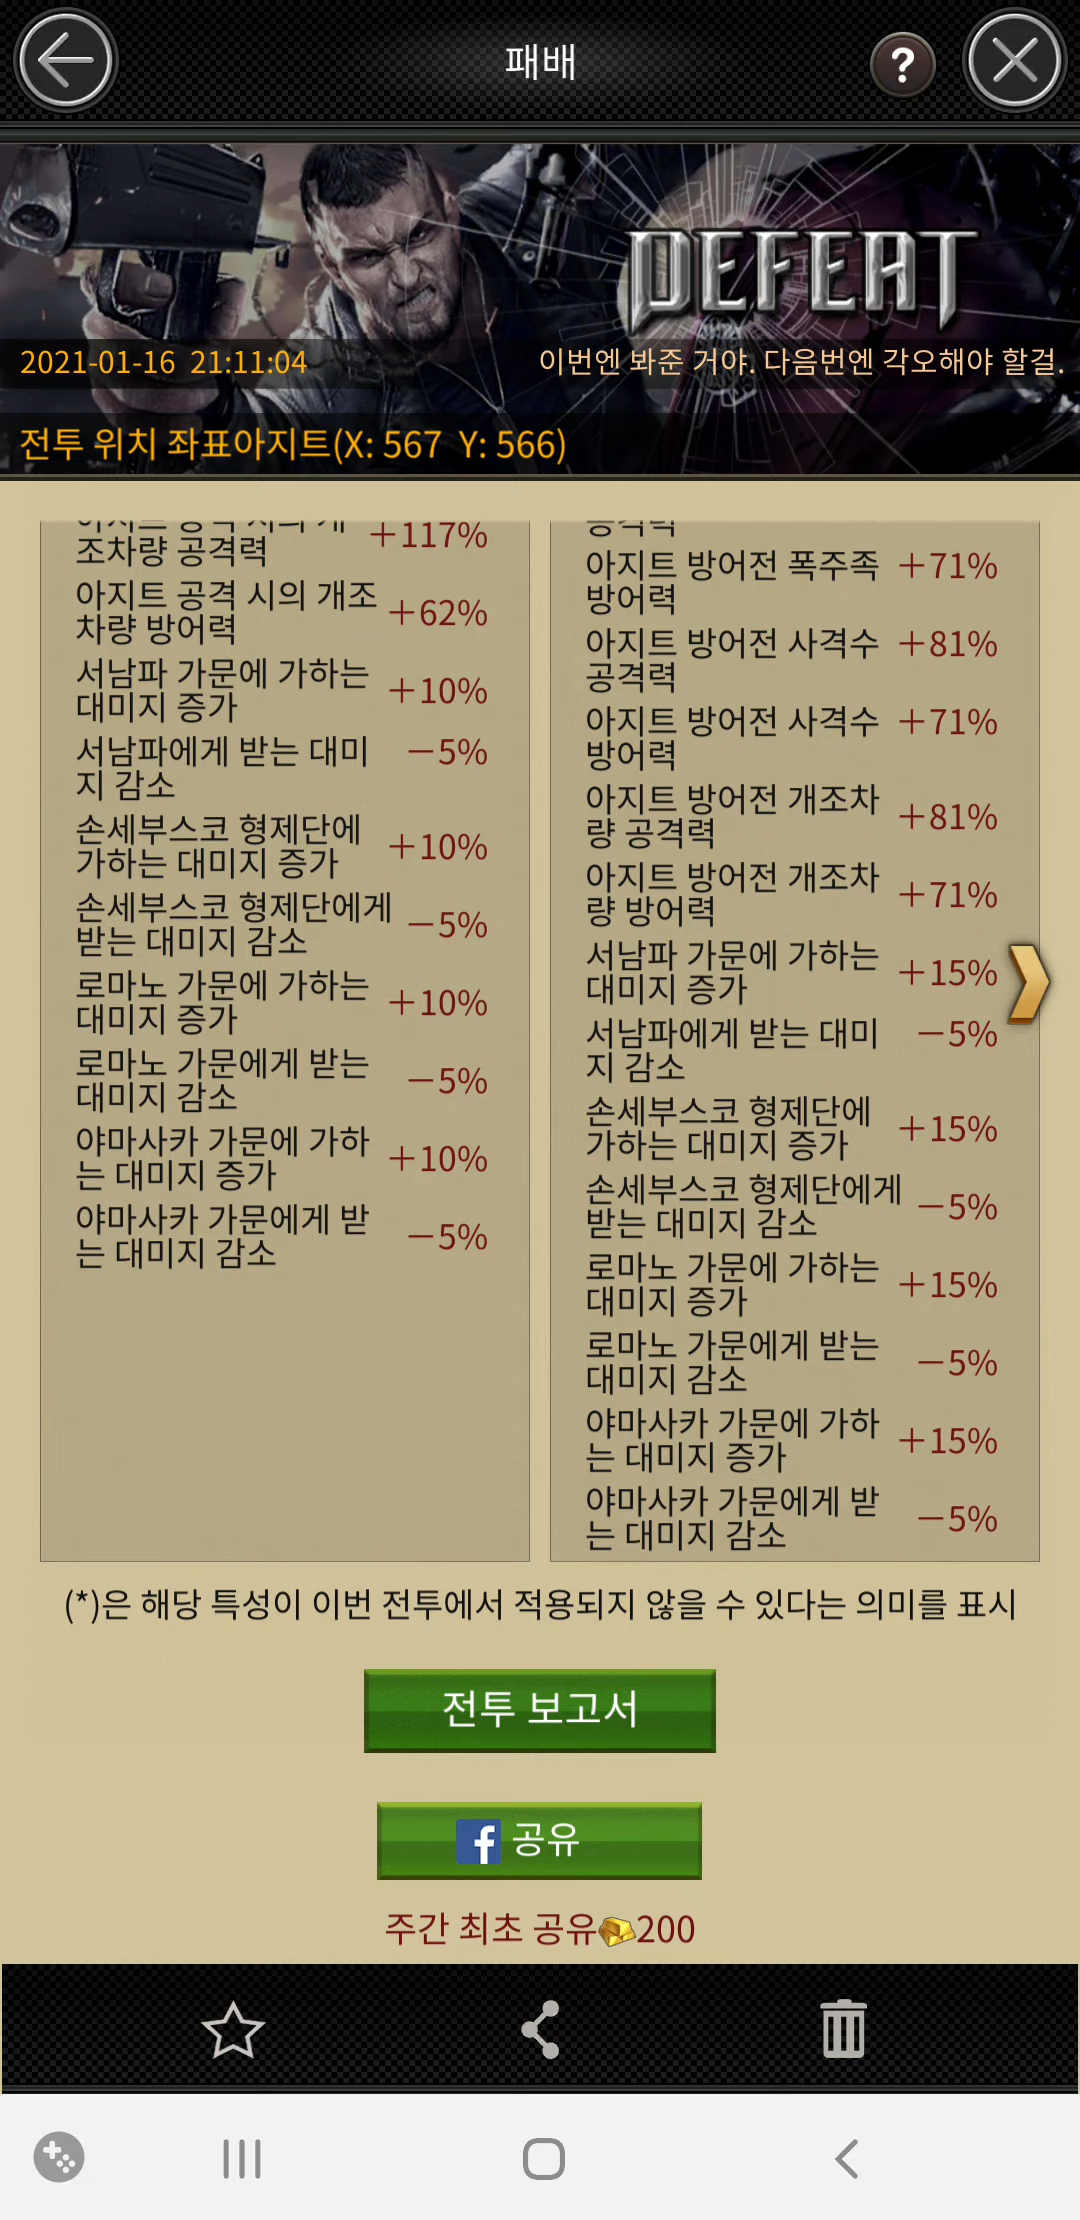 패배
?
DEFEAT
2021-01-16 21:11:04
이번엔 봐준 거야. 다음번엔 각오해야 할걸.
전투 위치 좌표아지트(X: 567 Y: 566)
아지트 공격 시의 개
조차량 공격력 +117%
아지트 공격 시의 개조
차량 방어력 +62%
서남파 가문에 가하는
대미지 증가 +10%
서남파에게 받는 대미 -5%
지 감소
손세부스코 형제단에
가하는 대미지 증가 +10%
손세부스코 형제단에게
받는 대미지 감소 -5%
로마노 가문에 가하는
대미지 증가 +10%
로마노 가문에게 받는
대미지 감소 -5%
야마사카 가문에 가하
는 대미지 증가 +10%
야마사카 가문에게 받
는 대미지 감소 -5%
공격력
아지트 방어전 폭주족 +71%
방어력
아지트 방어전 사격수 +81%
공격력
아지트 방어전 사격수 +71%
방어력
아지트 방어전 개조차
량 공격력 +81%
아지트 방어전 개조차
량 방어력 +71%
서남파 가문에 가하는
대미지 증가 +15%
서남파에게 받는 대미 -5%
지 감소
손세부스코 형제단에
가하는 대미지 증가 +15%
손세부스코 형제단에게
받는 대미지 감소 -5%
로마노 가문에 가하는
대미지 증가 +15%
로마노 가문에게 받는
대미지 감소 -5%
야마사카 가문에 가하
는 대미지 증가 +15%
야마사카 가문에게 받
는 대미지 감소 -5%
(*)은 해당 특성이 이번 전투에서 적용되지 않을 수 있다는 의미를 표시
전투 보고서
f 공유
주간 최초 공유 200